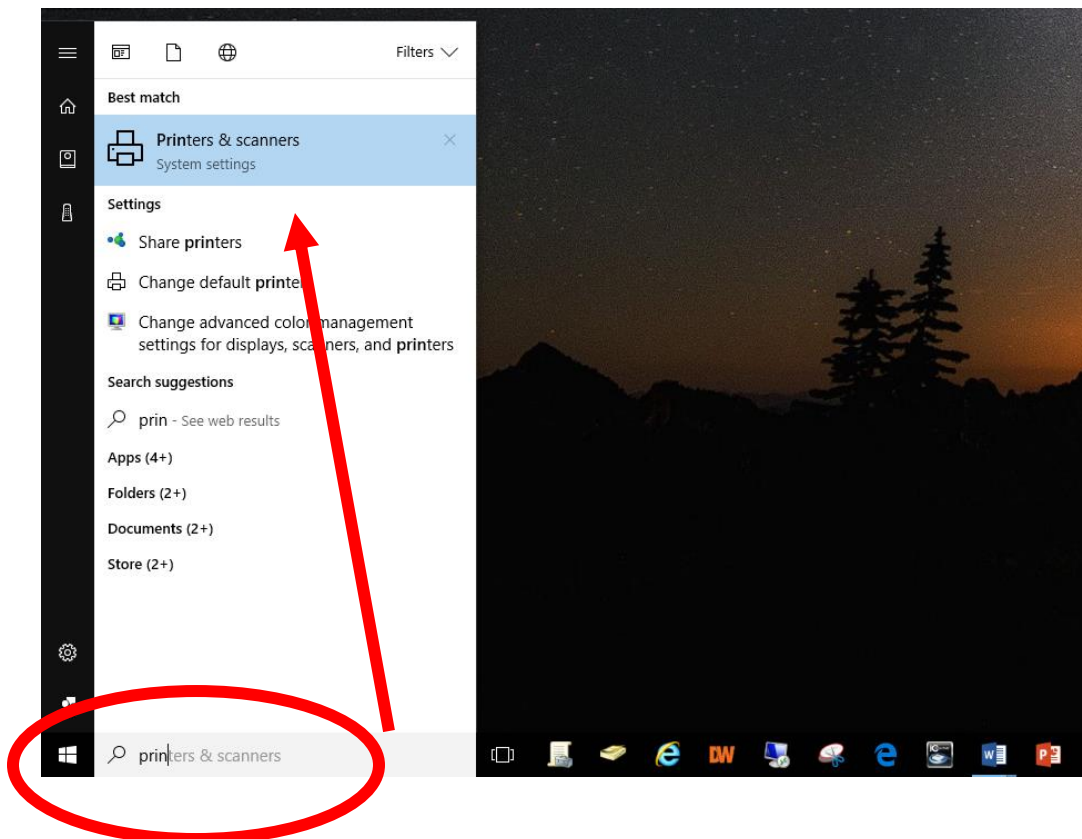 Filters
Best match
Printers & scanners
System settings
Settings
Share printers
Change default printer
Change advanced color management
settings for displays, scanners, and printers
Search suggestions
prin - See web results
Apps (4+)
Folders (2+)
Documents (2+)
Store (2+)
printers & scanners
DW